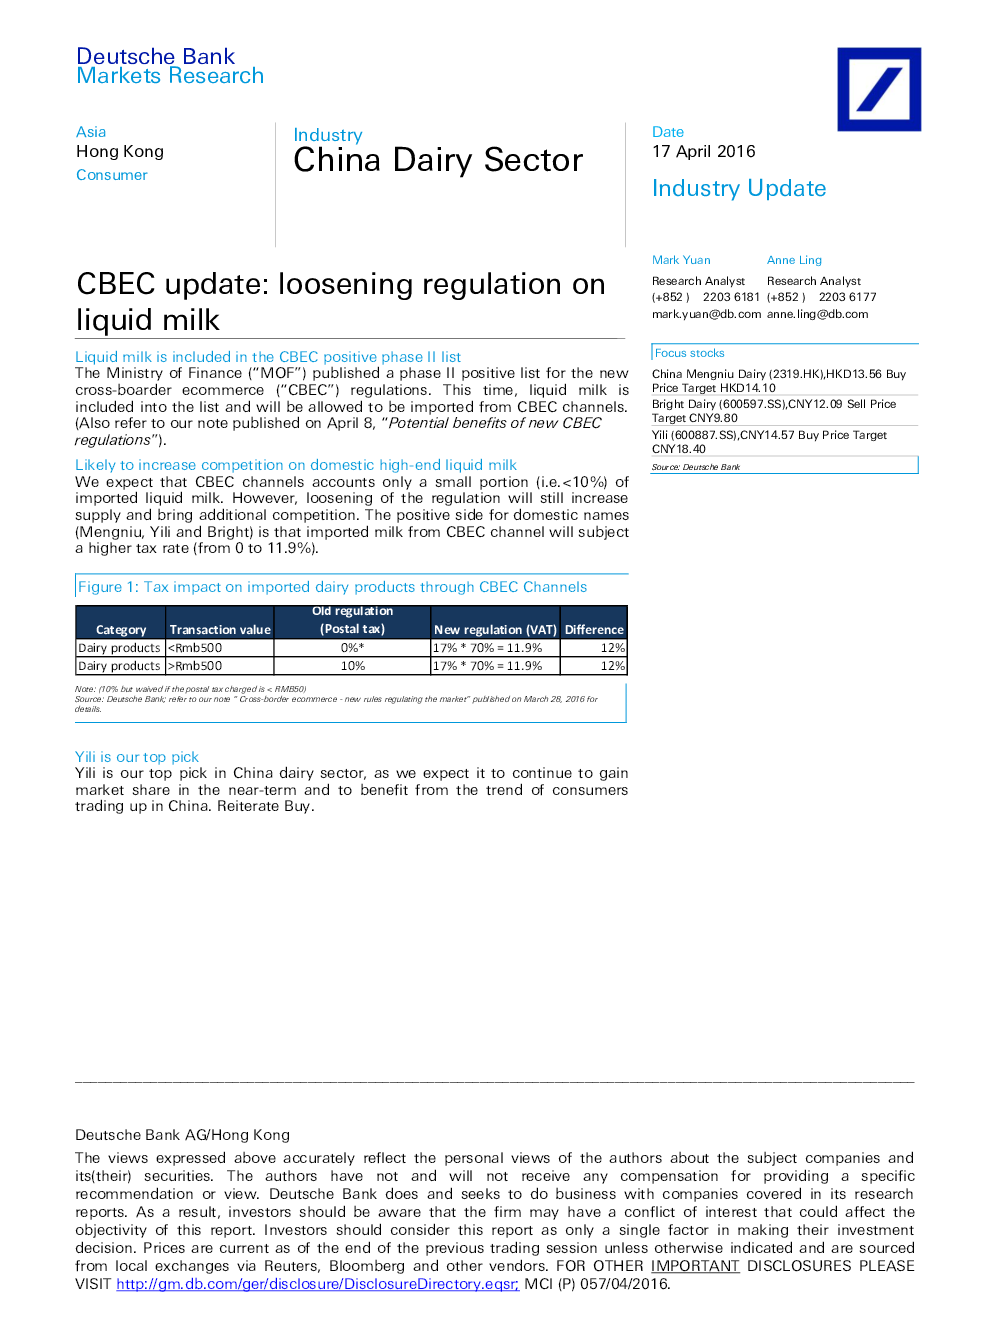 Deutsche Bank
Markets Research
Asia
Hong Kong
Consumer
Industry
China Dairy Sector
Date
17 April 2016
Industry Update
CBEC update: loosening regulation on
liquid milk
Mark Yuan Anne Ling
Research Analyst Research Analyst
(+852 ) 2203 6181 (+852 ) 2203 6177
mark.yuan@db.com anne.ling@db.com
Focus stocks
China Mengniu Dairy (2319.HK),HKD13.56 Buy
Price Target HKD14.10
Bright Dairy (600597.SS),CNY12.09 Sell Price
Target CNY9.80
Yili (600887.SS),CNY14.57 Buy Price Target
CNY18.40
Source: Deutsche Bank
Liquid milk is included in the CBEC positive phase II list
The Ministry of Finance (“MOF”) published a phase II positive list for the new
cross-boarder ecommerce (“CBEC”) regulations. This time, liquid milk is
included into the list and will be allowed to be imported from CBEC channels.
(Also refer to our note published on April 8, “Potential benefits of new CBEC
regulations”).
Likely to increase competition on domestic high-end liquid milk
We expect that CBEC channels accounts only a small portion (i.e.<10%) of
imported liquid milk. However, loosening of the regulation will still increase
supply and bring additional competition. The positive side for domestic names
(Mengniu, Yili and Bright) is that imported milk from CBEC channel will subject
a higher tax rate (from 0 to 11.9%).
Figure 1: Tax impact on imported dairy products through CBEC Channels
Old regulation
Category Transaction value (Postal tax) New regulation (VAT) Difference
Dairy products <Rmb500 0%* 17% * 70% = 11.9% 12%
Dairy products >Rmb500 10% 17% * 70% = 11.9% 12%
Note: (10% but waived if the postal tax charged is < RMB50)
Source: Deutsche Bank; refer to our note “ Cross-border ecommerce - new rules regulating the market” published on March 28, 2016 for
details.
Yili is our top pick
Yili is our top pick in China dairy sector, as we expect it to continue to gain
market share in the near-term and to benefit from the trend of consumers
trading up in China. Reiterate Buy.
Deutsche Bank AG/Hong Kong
The views expressed above accurately reflect the personal views of the authors about the subject companies and
its(their) securities. The authors have not and will not receive any compensation for providing a specific
recommendation or view. Deutsche Bank does and seeks to do business with companies covered in its research
reports. As a result, investors should be aware that the firm may have a conflict of interest that could affect the
objectivity of this report. Investors should consider this report as only a single factor in making their investment
decision. Prices are current as of the end of the previous trading session unless otherwise indicated and are sourced
from local exchanges via Reuters, Bloomberg and other vendors. FOR OTHER IMPORTANT DISCLOSURES PLEASE
VISIT http://gm.db.com/ger/disclosure/DisclosureDirectory.eqsr; MCI (P) 057/04/2016.